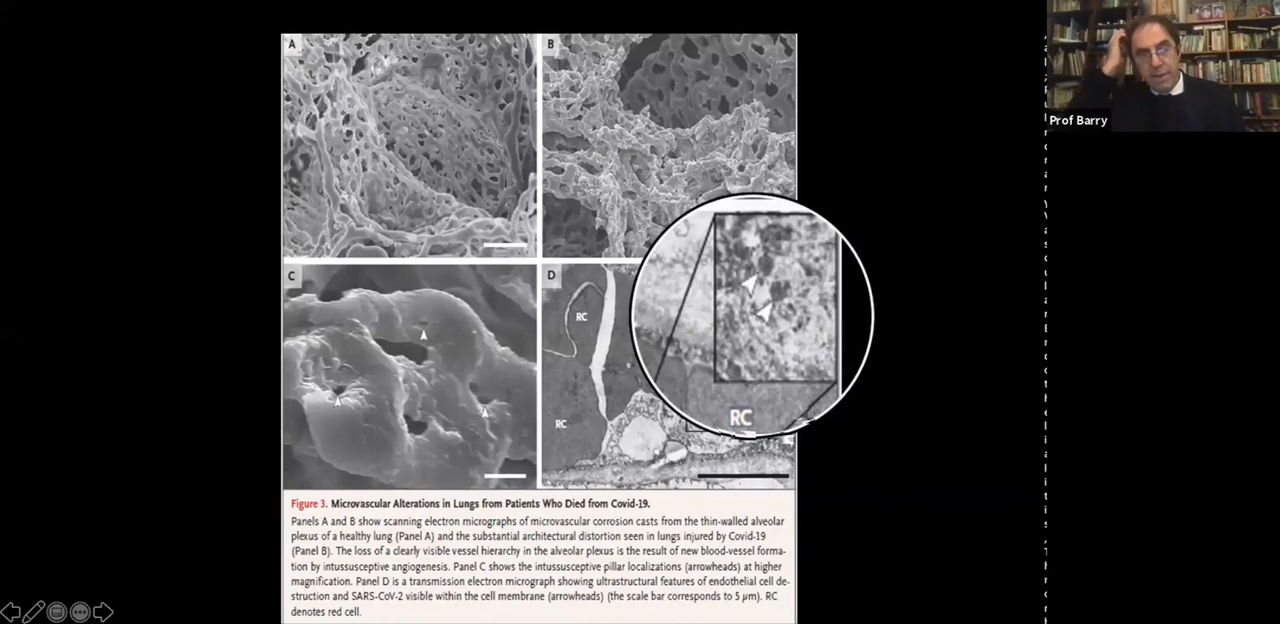 A
B
Prof Barry
C
D
RC
RC
RC
Figure 3. Microvascular Alterations in Lungs from Patients Who Died from Covid-19.
Panels A and B show scanning electron micrographs of microvascular corrosion casts from the thin-walled alveolar
plexus of a healthy lung (Panel A) and the substantial architectural distortion seen in lungs injured by Covid-19
(Panel B). The loss of a clearly visible vessel hierarchy in the alveolar plexus is the result of new blood-vessel forma-
tion by intussusceptive angiogenesis. Panel C shows the intussusceptive pillar localizations (arrowheads) at higher
magnification. Panel D is a transmission electron micrograph showing ultrastructural features of endothelial cell de-
struction and SARS-CoV-2 visible within the cell membrane (arrowheads) (the scale bar corresponds to 5 μm). RC
denotes red cell.